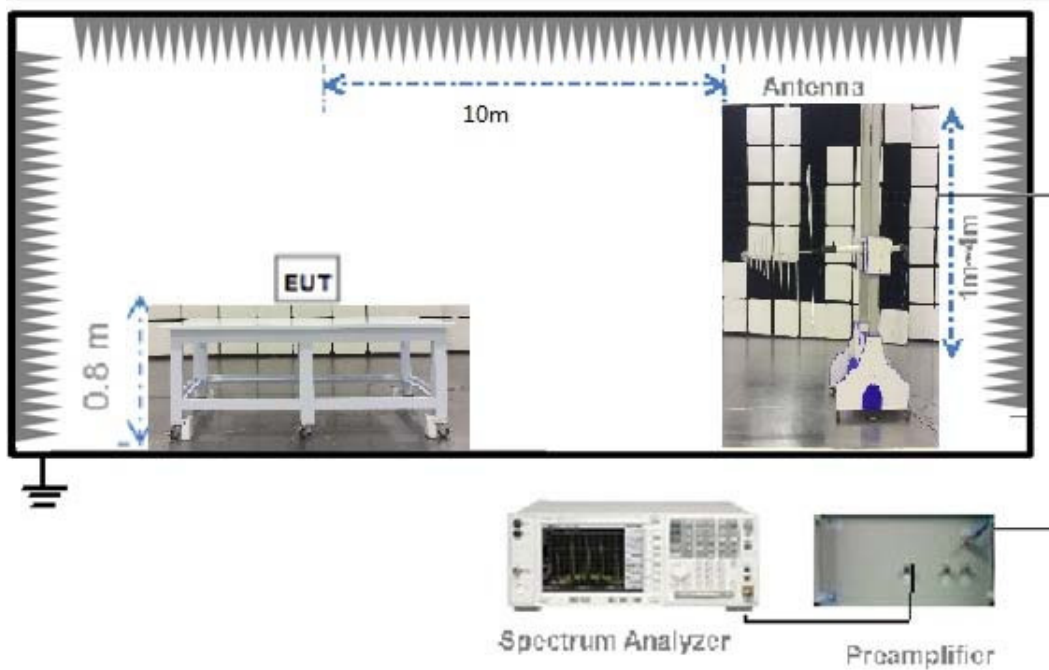 Antenna
10m
1m~4m
EUT
0.8 m
Spectrum Analyzer
Preamplifier